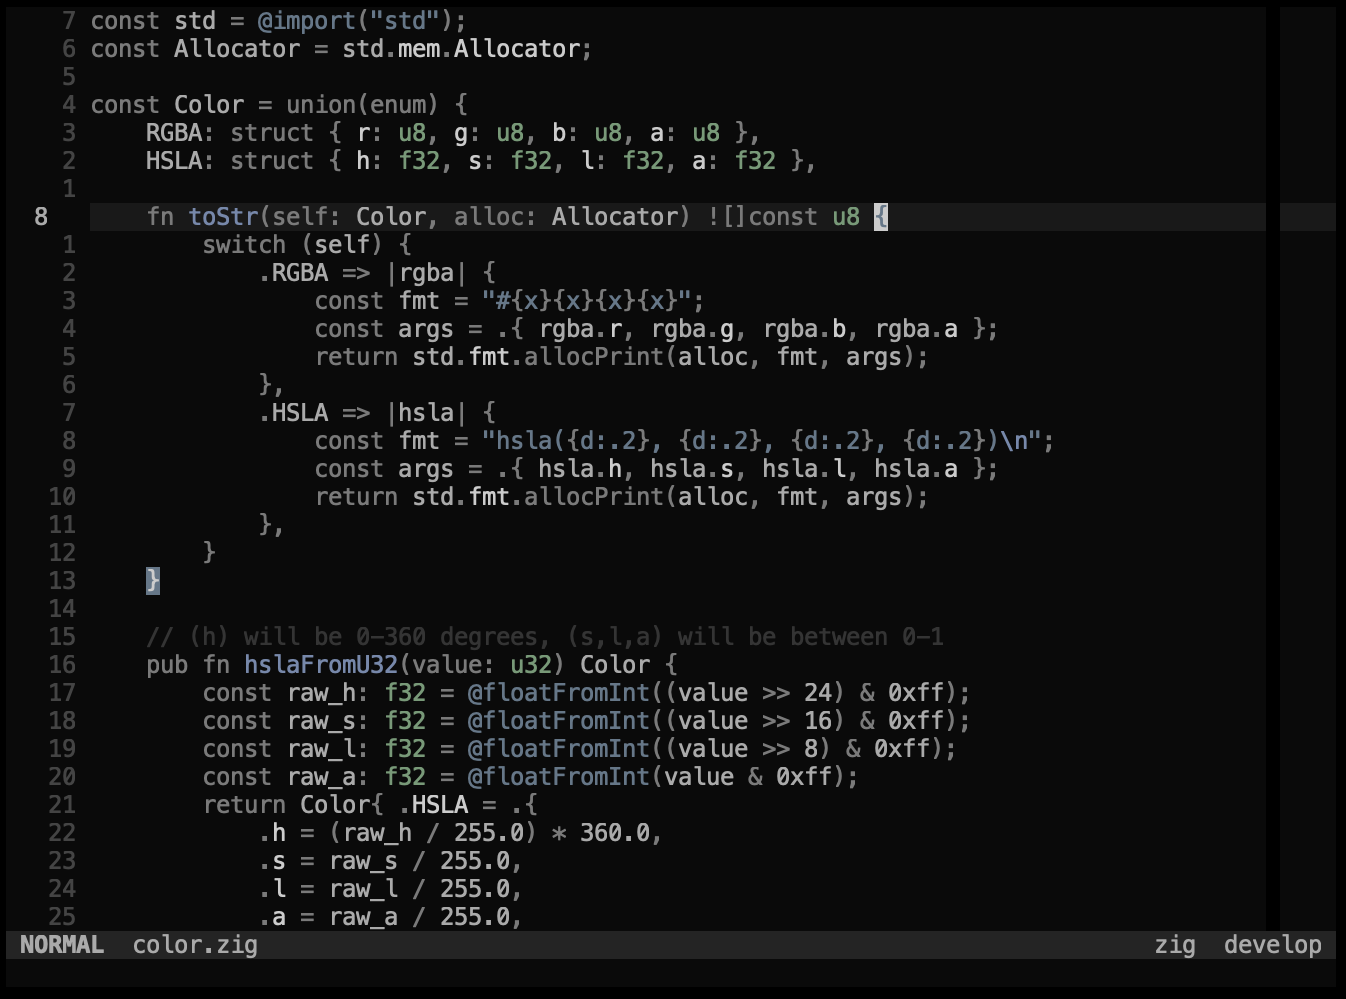 7 const std = @import("std");
6 const Allocator = std.mem.Allocator;
5
4 const Color = union(enum) {
3     RGBA: struct { r: u8, g: u8, b: u8, a: u8 },
2     HSLA: struct { h: f32, s: f32, l: f32, a: f32 },
1
8     fn toStr(self: Color, alloc: Allocator) ![]const u8 {
1         switch (self) {
2             .RGBA => |rgba| {
3                 const fmt = "#{x}{x}{x}{x}";
4                 const args = .{ rgba.r, rgba.g, rgba.b, rgba.a };
5                 return std.fmt.allocPrint(alloc, fmt, args);
6             },
7             .HSLA => |hsla| {
8                 const fmt = "hsla({d:.2}, {d:.2}, {d:.2}, {d:.2})\n";
9                 const args = .{ hsla.h, hsla.s, hsla.l, hsla.a };
10                 return std.fmt.allocPrint(alloc, fmt, args);
11             },
12         }
13     }
14
15     // (h) will be 0-360 degrees, (s,l,a) will be between 0-1
16     pub fn hslaFromU32(value: u32) Color {
17         const raw_h: f32 = @floatFromInt((value >> 24) & 0xff);
18         const raw_s: f32 = @floatFromInt((value >> 16) & 0xff);
19         const raw_l: f32 = @floatFromInt((value >> 8) & 0xff);
20         const raw_a: f32 = @floatFromInt(value & 0xff);
21         return Color{ .HSLA = .{
22             .h = (raw_h / 255.0) * 360.0,
23             .s = raw_s / 255.0,
24             .l = raw_l / 255.0,
25             .a = raw_a / 255.0,
NORMAL color.zig zig develop